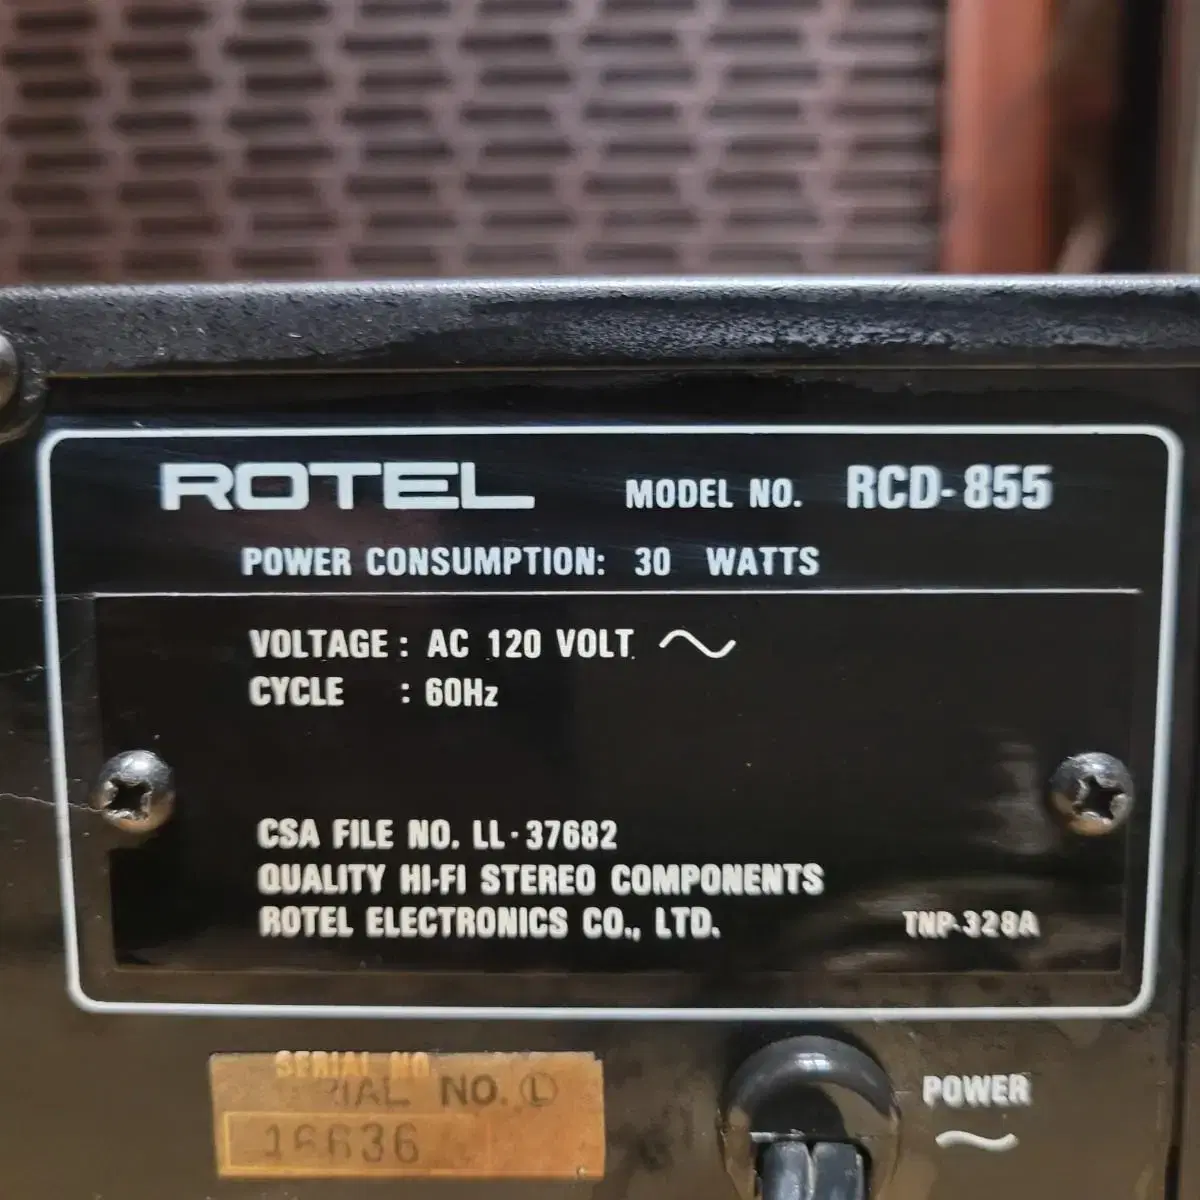 ROTEL MODEL NO. RCD-855
POWER CONSUMPTION: 30 WATTS
VOLTAGE : AC 120 VOLT
CYCLE : 60Hz
CSA FILE NO. LL-37682
QUALITY HI-FI STEREO COMPONENTS
ROTEL ELECTRONICS CO., LTD.
TNP-328A
POWER
SERIAL NO
NO. Ⓛ